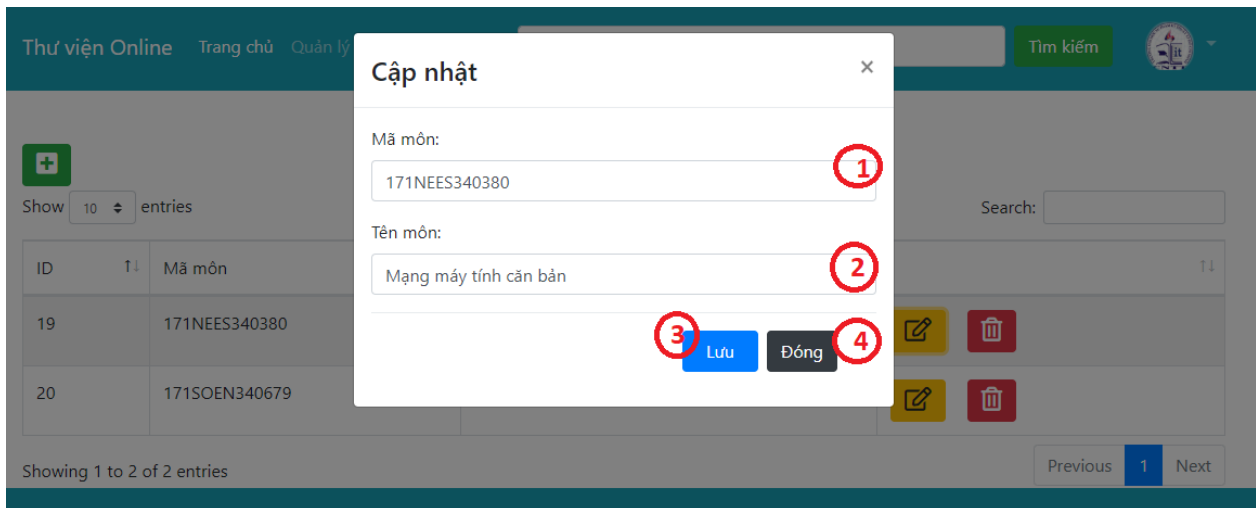 Thư viện Online Trang chủ Quản lý Tìm kiếm
Cập nhật ×
Mã môn:
171NEES340380 1
Show 10 entries Search:
Tên môn:
Mạng máy tính căn bản 2
ID Mã môn
19 171NEES340380
3 Lưu Đóng 4
20 171SOEN340679
Showing 1 to 2 of 2 entries Previous 1 Next